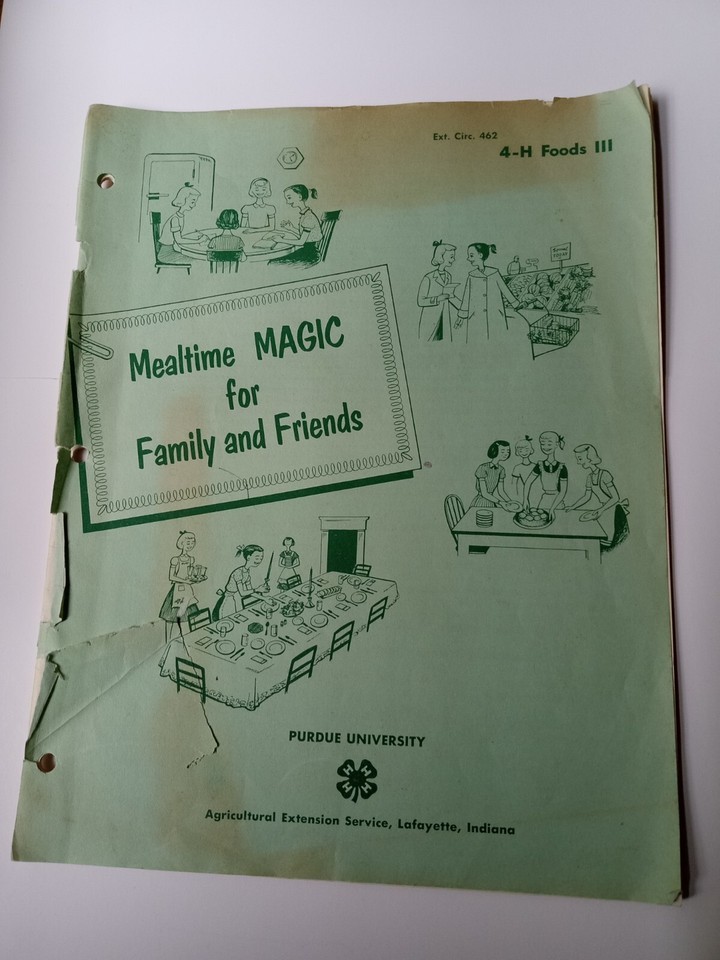 Ext. Circ. 462
4-H Foods III
Mealtime MAGIC
for
Family and Friends
PURDUE UNIVERSITY
H H
H H
Agricultural Extension Service, Lafayette, Indiana